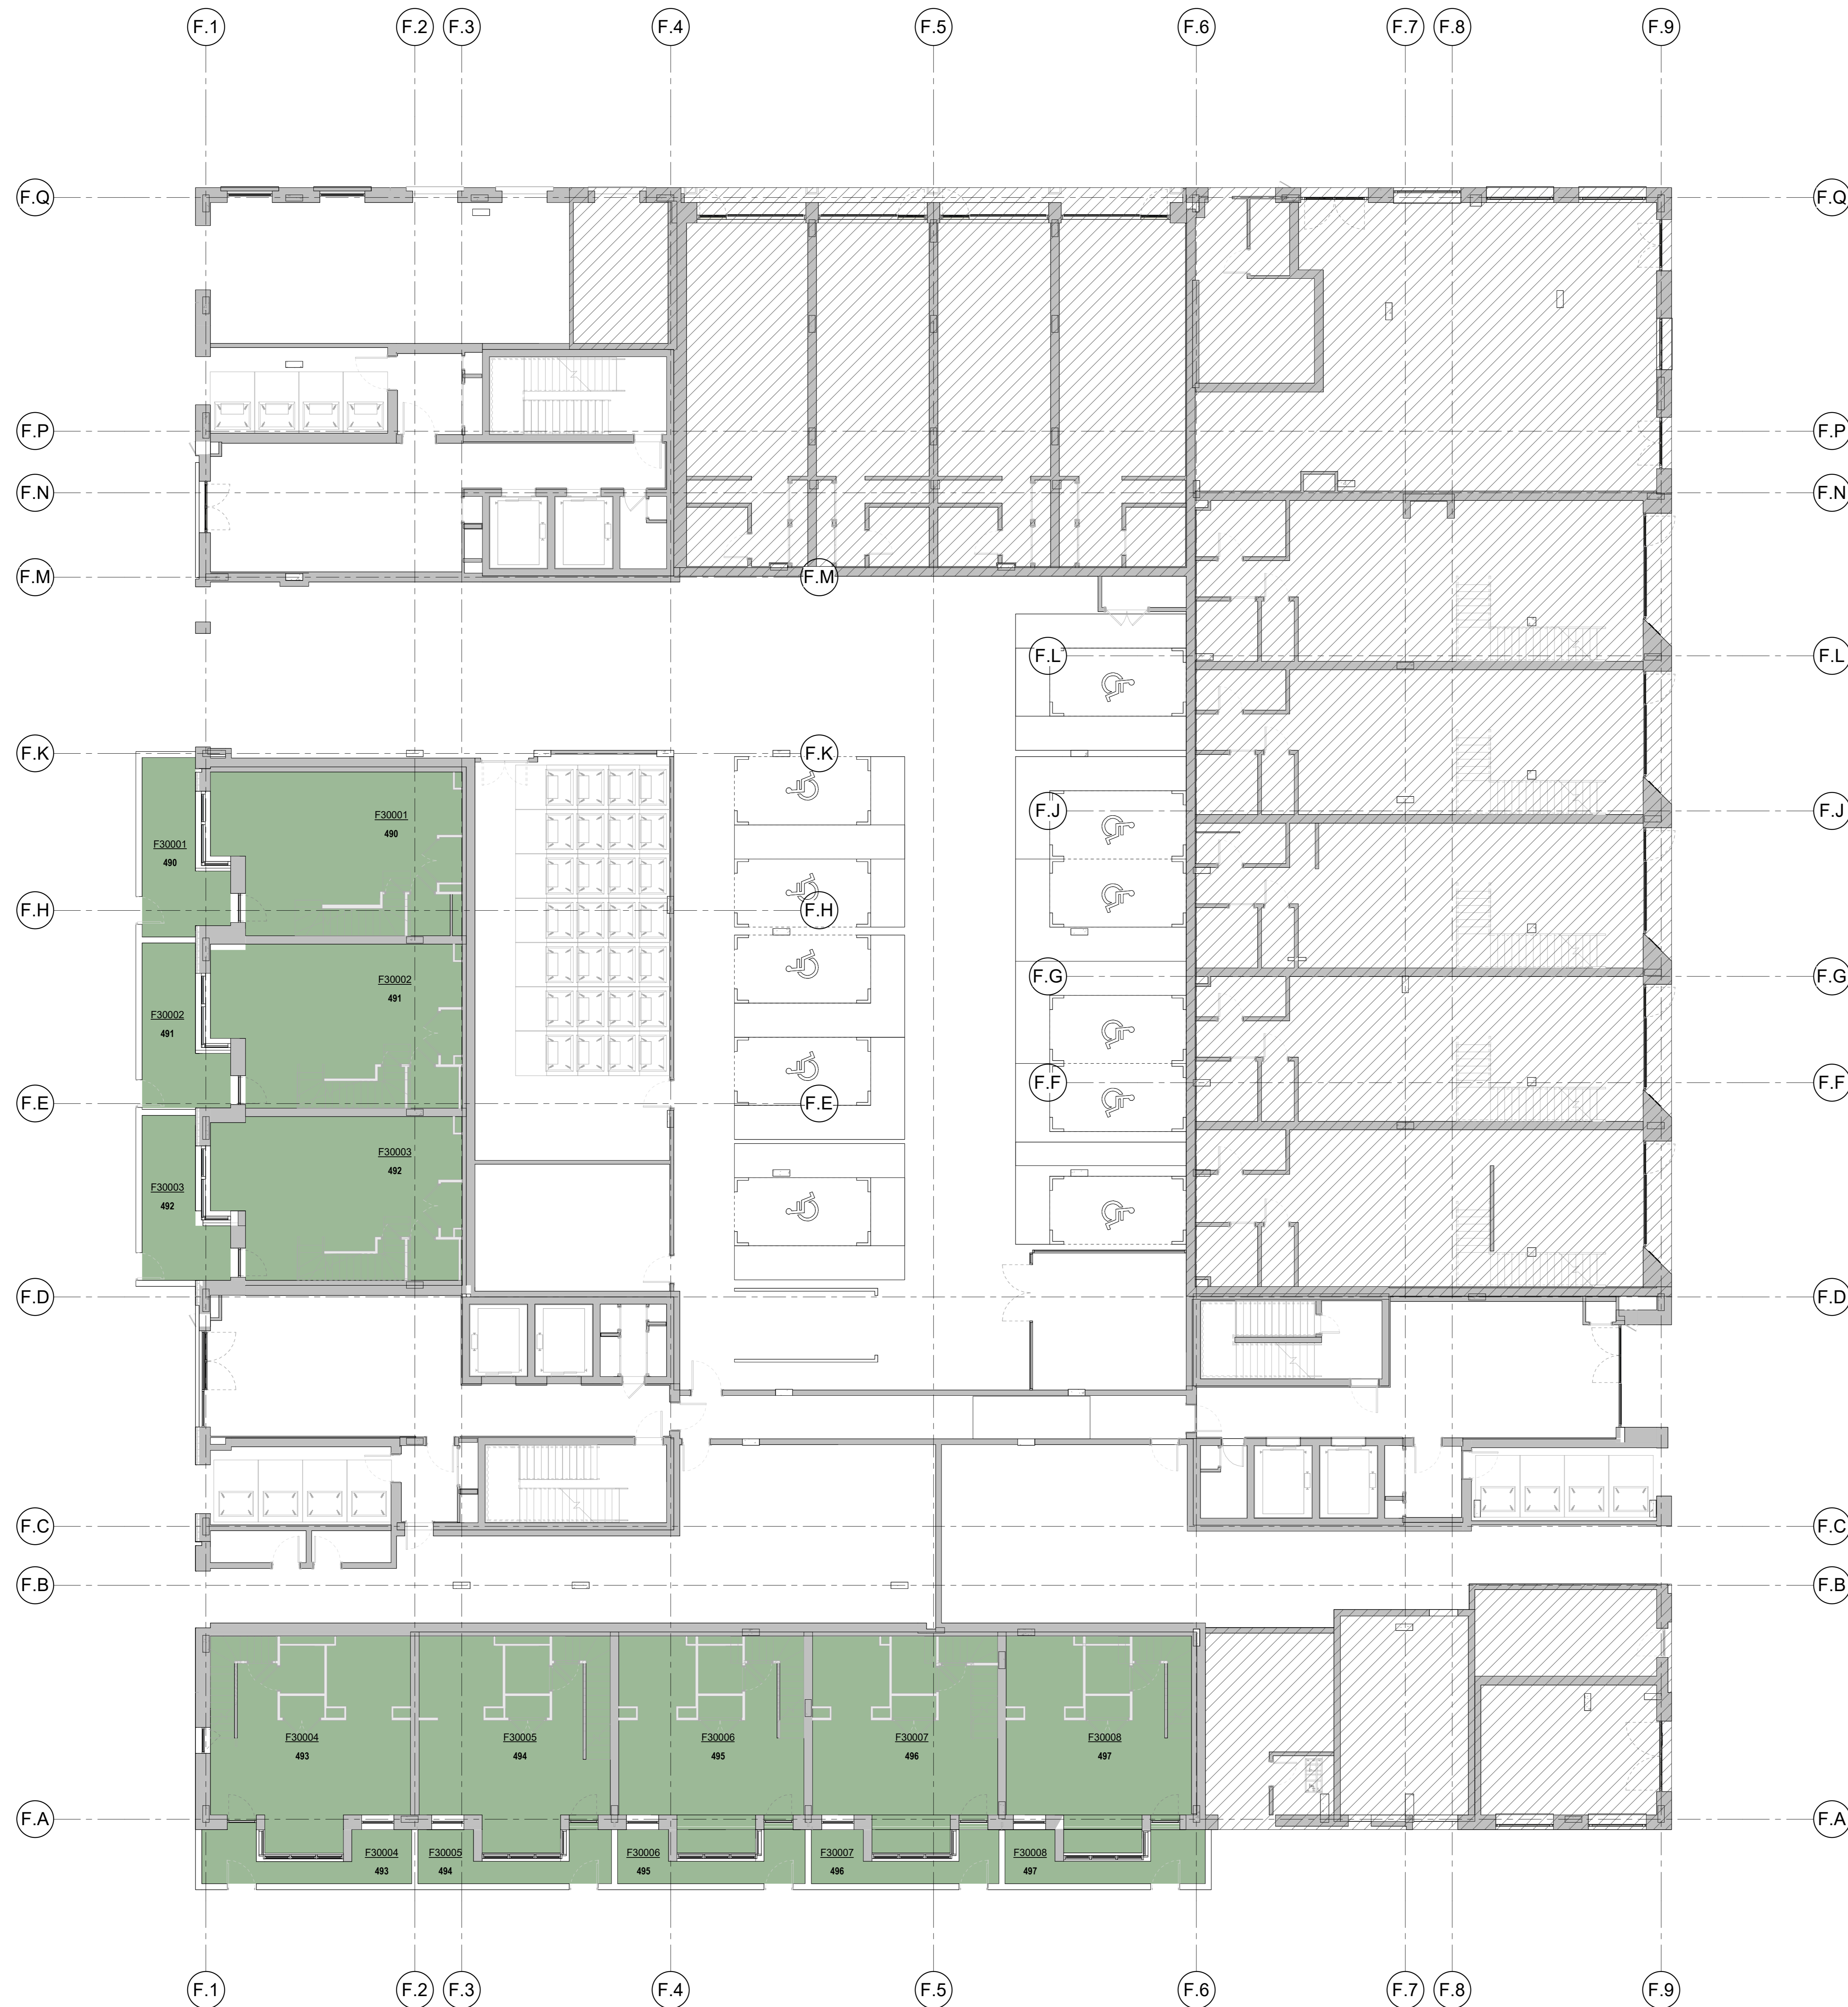 F.1 F.2 F.3 F.4 F.5 F.6 F.7 F.8 F.9
F.Q F.Q
F.P F.P
F.N F.N
F.M F.M
F.L F.L
F.K F.K
F.J F.J
F30001
490
F30001
490
F.H F.H
F30002
491
F.G F.G
F30002
491
F.F F.F
F.E F.E
F30003
492
F30003
492
F.D F.D
F.C F.C
F.B F.B
F30004 F30005 F30006 F30007 F30008
493 494 495 496 497
F.A F.A
F30004 F30005 F30006 F30007 F30008
493 494 495 496 497
F.1 F.2 F.3 F.4 F.5 F.6 F.7 F.8 F.9